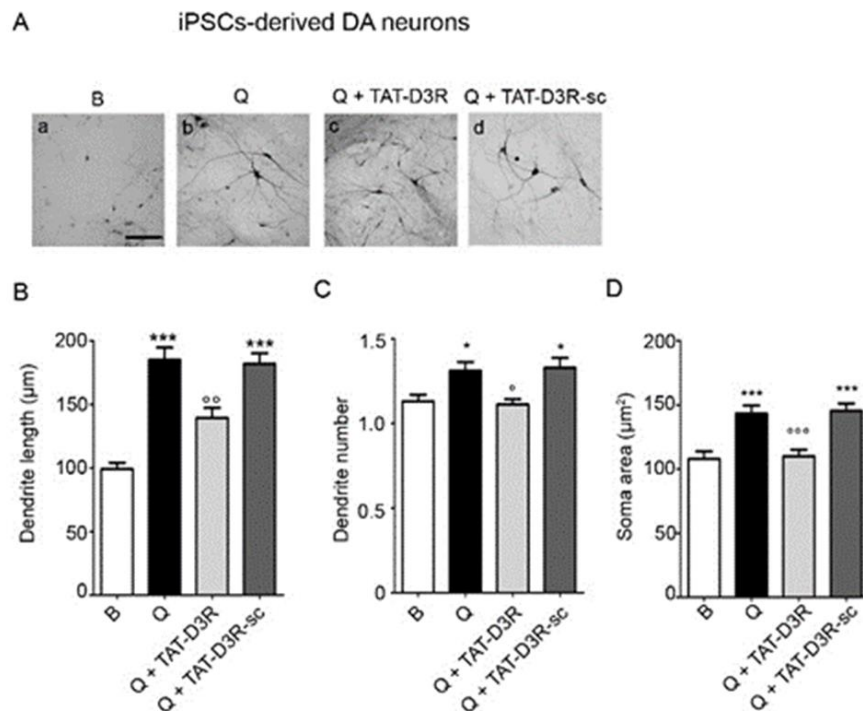 A iPSCs-derived DA neurons
B Q Q + TAT-D3R Q + TAT-D3R-sc
a b c d
B
Dendrite length (µm)
200
150
100
50
0
*** °° ***
B Q Q + TAT-D3R Q + TAT-D3R-sc
C
Dendrite number
1.5
1.0
0.5
0
* ° *
B Q Q + TAT-D3R Q + TAT-D3R-sc
D
Soma area (µm²)
200
150
100
50
0
*** °°° ***
B Q Q + TAT-D3R Q + TAT-D3R-sc